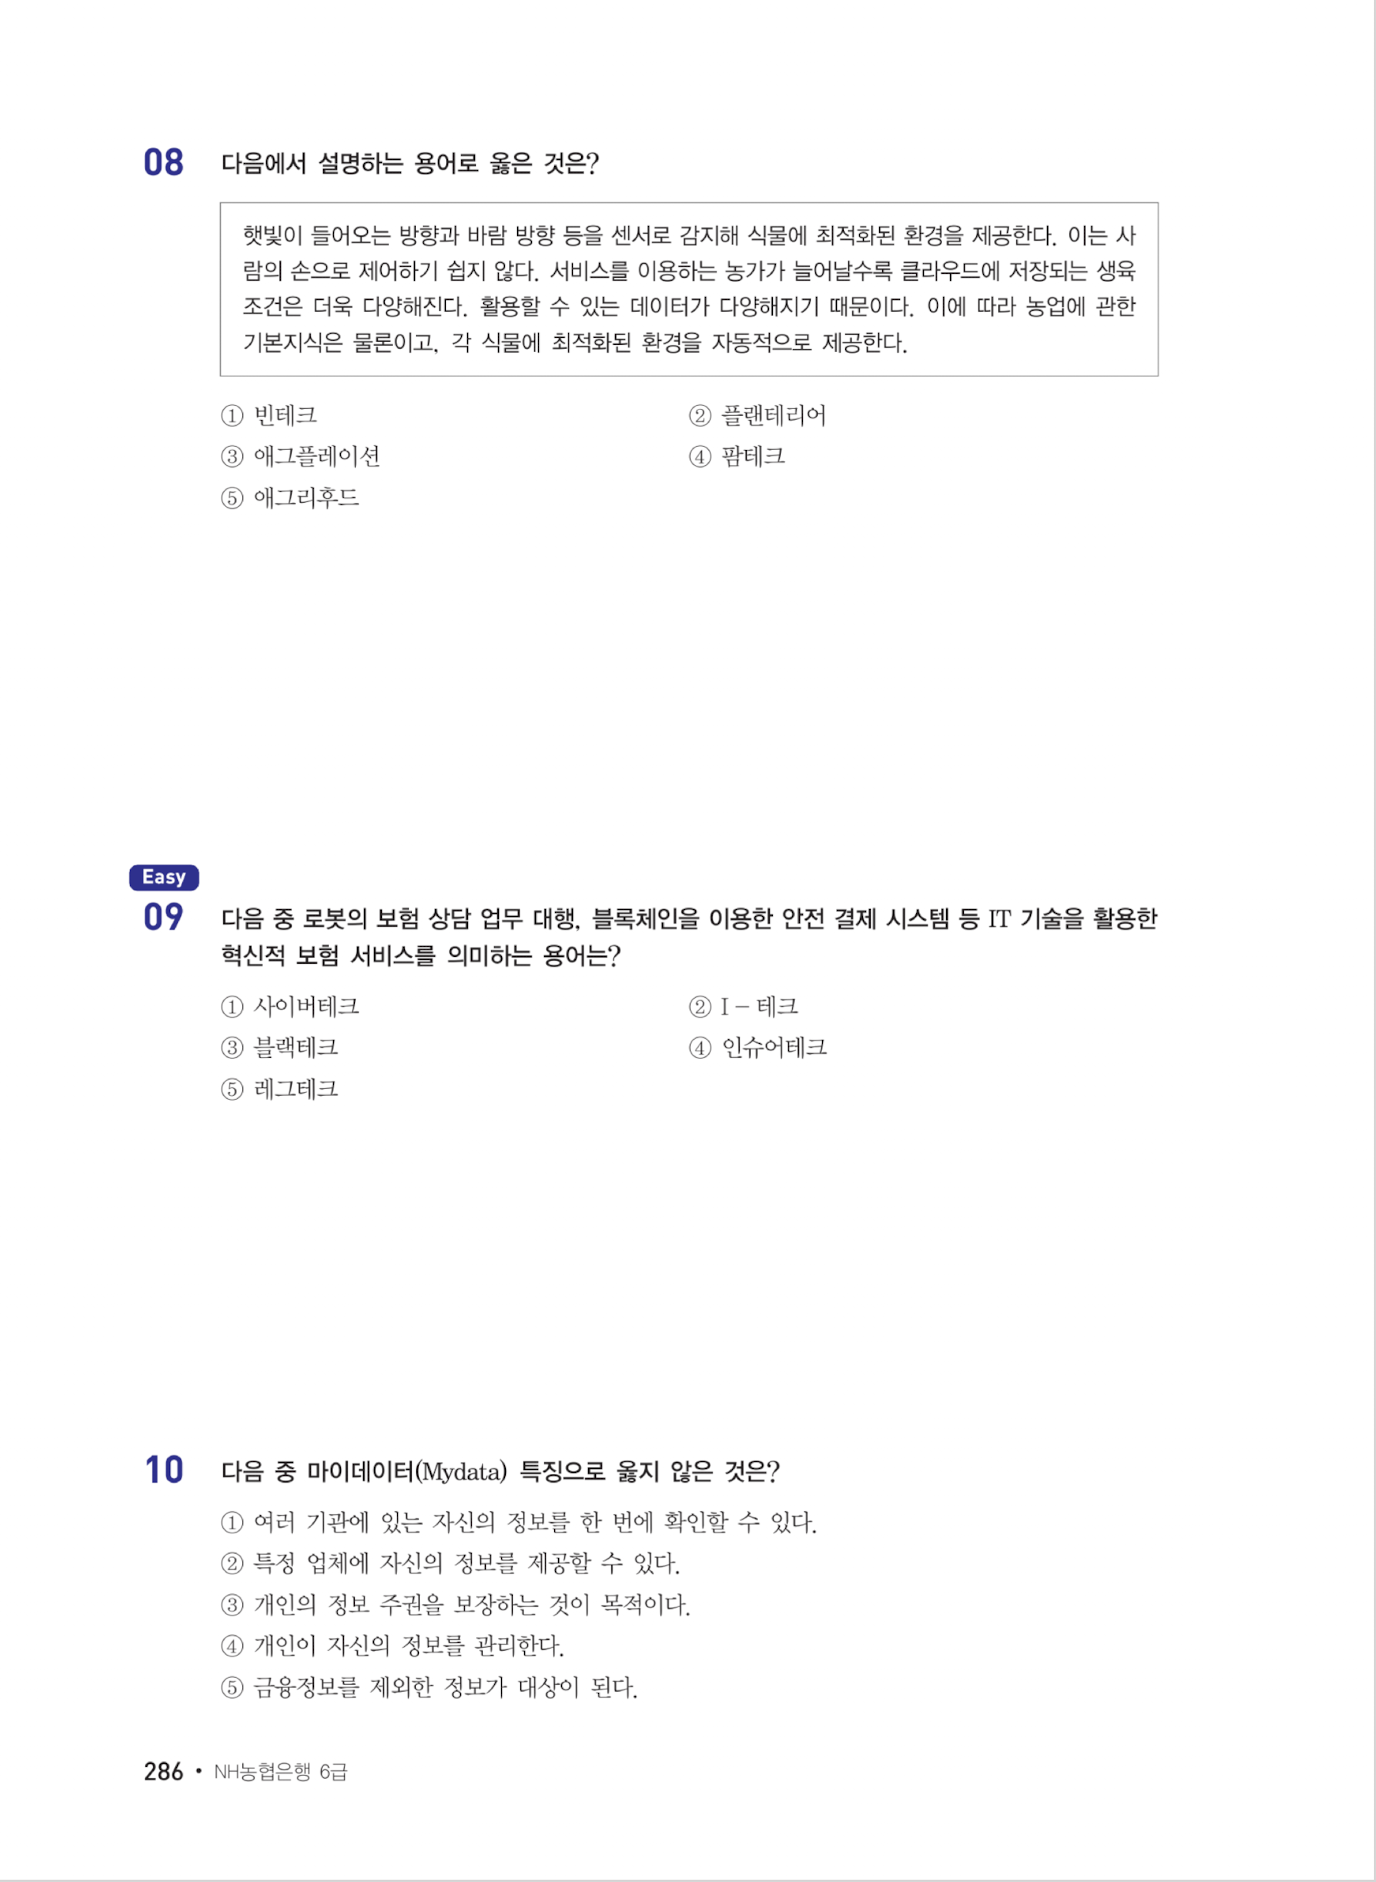 08 다음에서 설명하는 용어로 옳은 것은?
햇빛이 들어오는 방향과 바람 방향 등을 센서로 감지해 식물에 최적화된 환경을 제공한다. 이는 사
람의 손으로 제어하기 쉽지 않다. 서비스를 이용하는 농가가 늘어날수록 클라우드에 저장되는 생육
조건은 더욱 다양해진다. 활용할 수 있는 데이터가 다양해지기 때문이다. 이에 따라 농업에 관한
기본지식은 물론이고, 각 식물에 최적화된 환경을 자동적으로 제공한다.
① 빈테크 ② 플랜테리어
③ 애그플레이션 ④ 팜테크
⑤ 애그리후드
Easy
09 다음 중 로봇의 보험 상담 업무 대행, 블록체인을 이용한 안전 결제 시스템 등 IT 기술을 활용한
혁신적 보험 서비스를 의미하는 용어는?
① 사이버테크 ② I – 테크
③ 블랙테크 ④ 인슈어테크
⑤ 레그테크
10 다음 중 마이데이터(Mydata) 특징으로 옳지 않은 것은?
① 여러 기관에 있는 자신의 정보를 한 번에 확인할 수 있다.
② 특정 업체에 자신의 정보를 제공할 수 있다.
③ 개인의 정보 주권을 보장하는 것이 목적이다.
④ 개인이 자신의 정보를 관리한다.
⑤ 금융정보를 제외한 정보가 대상이 된다.
286 • NH농협은행 6급